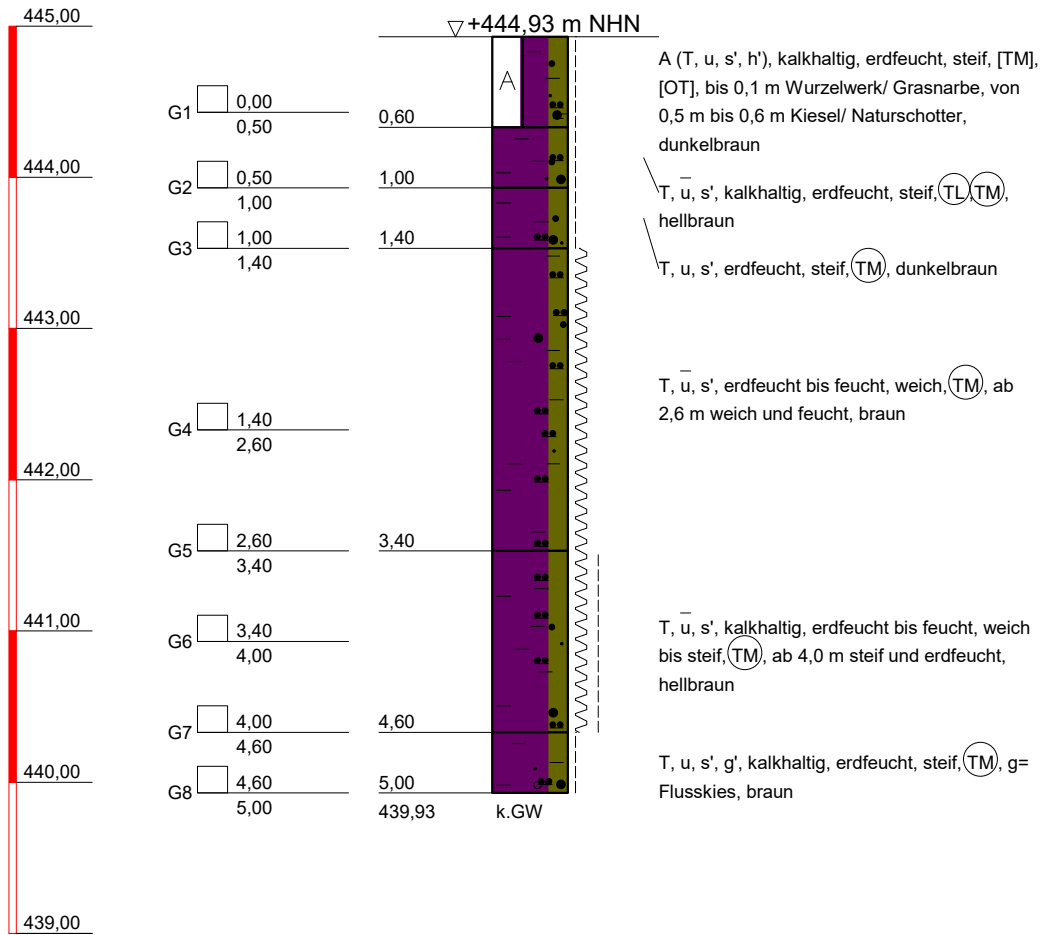 445,00
+444,93 m NHN
A
A (T, u, s', h'), kalkhaltig, erdfeucht, steif, [TM],
[OT], bis 0,1 m Wurzelwerk/ Grasnarbe, von
0,5 m bis 0,6 m Kiesel/ Naturschotter,
dunkelbraun
G1 0,00
0,50
0,60
444,00
G2 0,50
1,00
1,00
T, ū, s', kalkhaltig, erdfeucht, steif, TL, TM,
hellbraun
G3 1,00
1,40
1,40
T, u, s', erdfeucht, steif, TM, dunkelbraun
443,00
T, ū, s', erdfeucht bis feucht, weich, TM, ab
2,6 m weich und feucht, braun
G4 1,40
2,60
442,00
G5 2,60
3,40
3,40
441,00
G6 3,40
4,00
T, ū, s', kalkhaltig, erdfeucht bis feucht, weich
bis steif, TM, ab 4,0 m steif und erdfeucht,
hellbraun
G7 4,00
4,60
4,60
440,00
G8 4,60
5,00
5,00
439,93 k.GW
T, u, s', g', kalkhaltig, erdfeucht, steif, TM, g=
Flusskies, braun
439,00